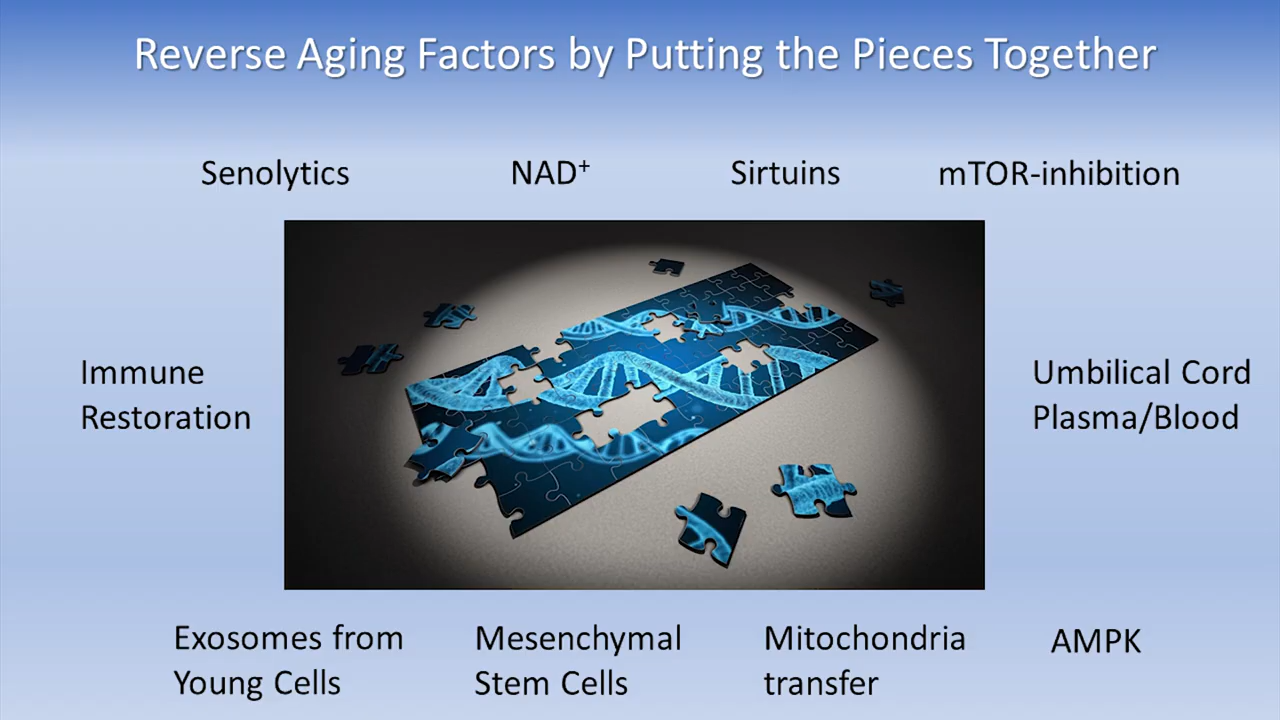 Reverse Aging Factors by Putting the Pieces Together
Senolytics
NAD⁺
Sirtuins
mTOR-inhibition
Immune
Restoration
Umbilical Cord
Plasma/Blood
Exosomes from
Young Cells
Mesenchymal
Stem Cells
Mitochondria
transfer
AMPK